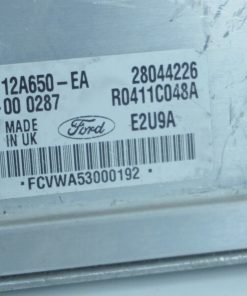 12A650-EA 28044226
00 0287 R0411C048A
MADE IN UK Ford E2U9A
*FCVWA53000192*